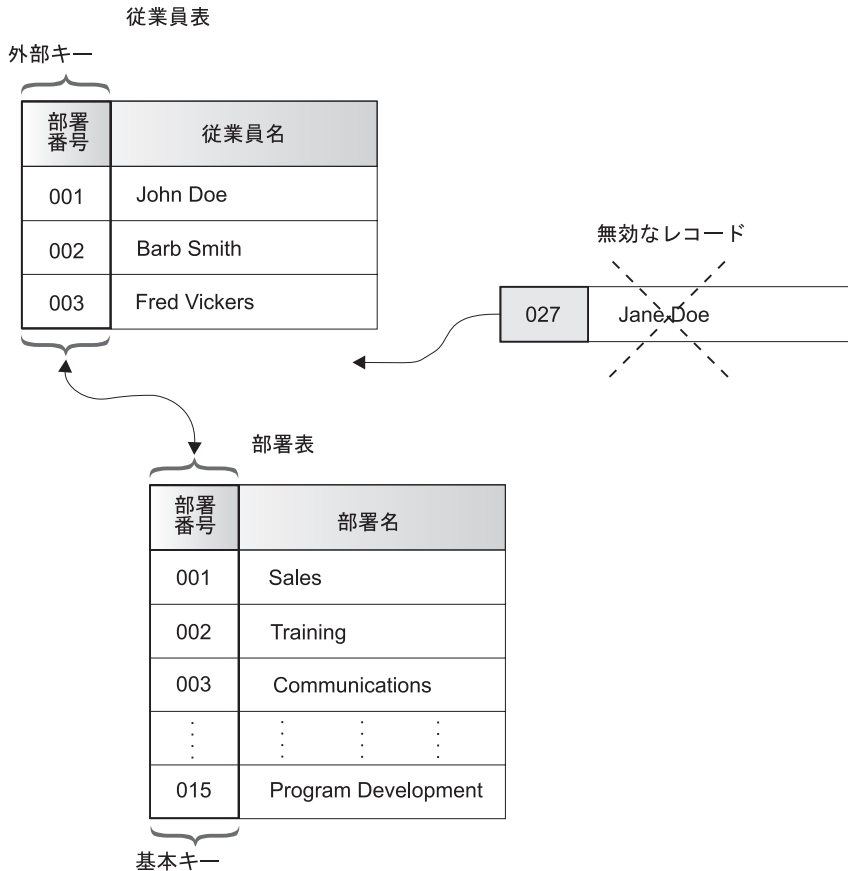 従業員表
外部キー
部署
番号
従業員名
001 John Doe
002 Barb Smith
003 Fred Vickers
無効なレコード
027 Jane Doe
部署表
部署
番号
部署名
001 Sales
002 Training
003 Communications
015 Program Development
基本キー